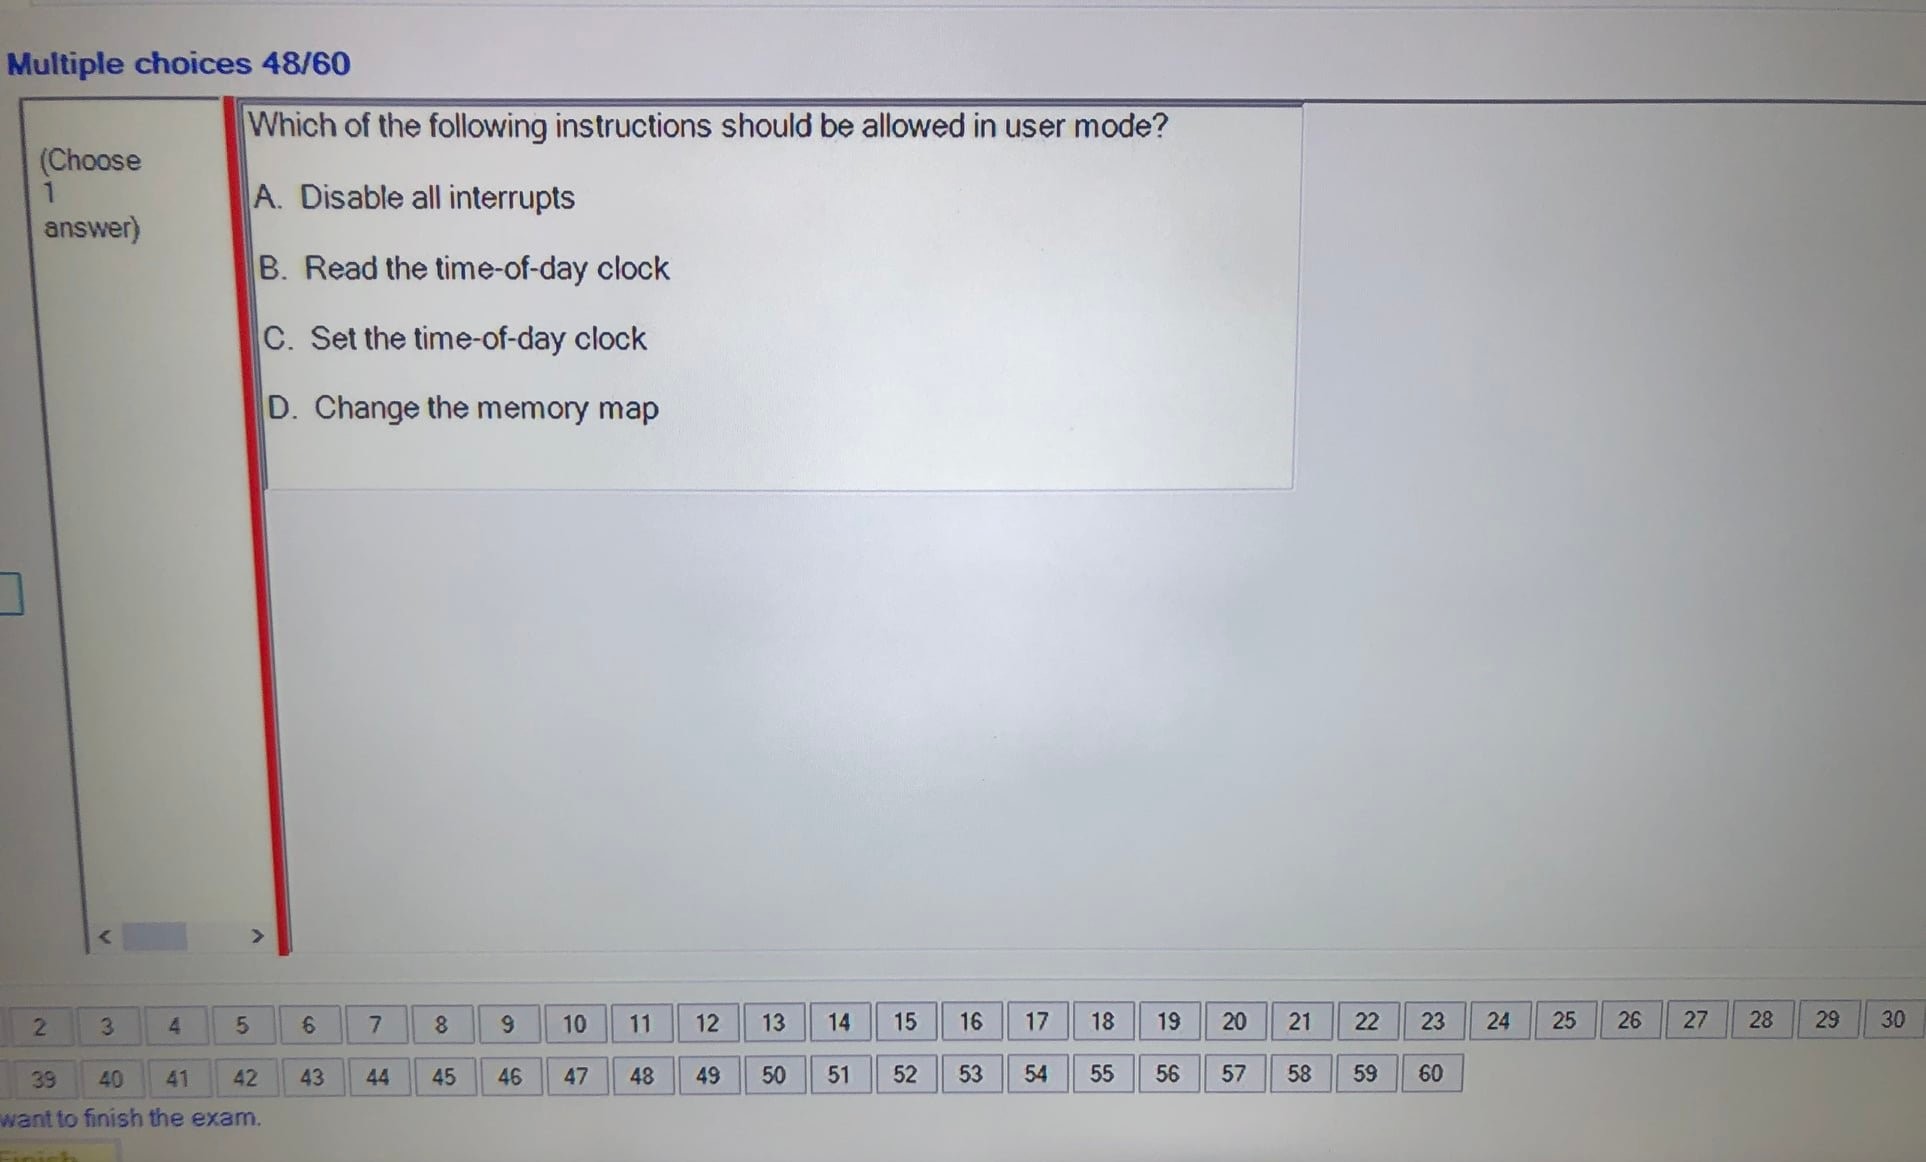 Multiple choices 48/60
(Choose
1
answer)
Which of the following instructions should be allowed in user mode?
A. Disable all interrupts
B. Read the time-of-day clock
C. Set the time-of-day clock
D. Change the memory map
< >
2 3 4 5 6 7 8 9 10 11 12 13 14 15 16 17 18 19 20 21 22 23 24 25 26 27 28 29 30
39 40 41 42 43 44 45 46 47 48 49 50 51 52 53 54 55 56 57 58 59 60
want to finish the exam.
Finish